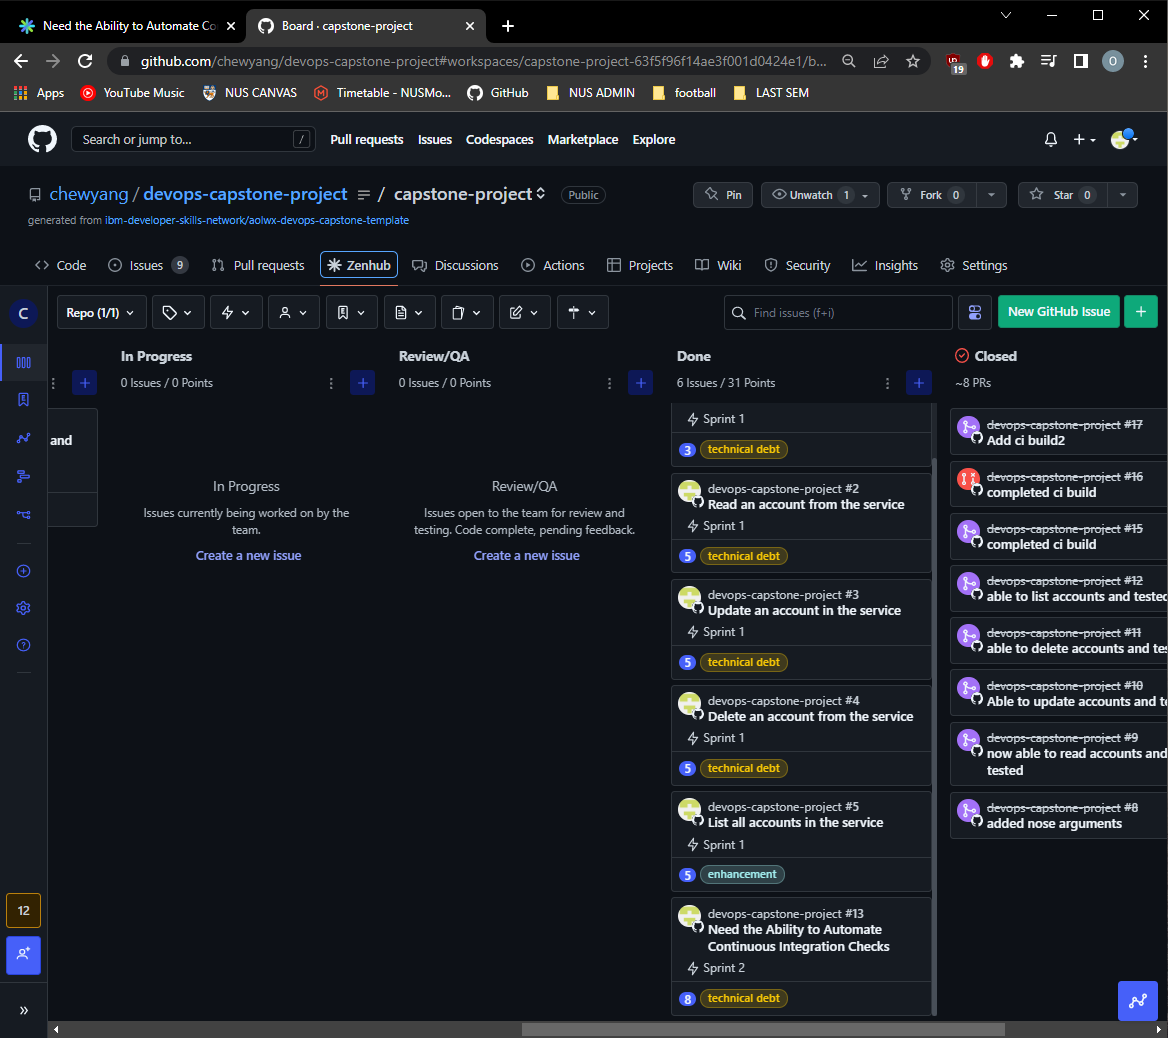 Need the Ability to Automate Co
Board · capstone-project
github.com/chewyang/devops-capstone-project#workspaces/capstone-project-63f5f96f14ae3f001d0424e1/b...
19
O
Apps
YouTube Music
NUS CANVAS
Timetable - NUSMo...
GitHub
NUS ADMIN
football
LAST SEM
Search or jump to...
/
Pull requests
Issues
Codespaces
Marketplace
Explore
chewyang / devops-capstone-project / capstone-project
Public
Pin
Unwatch 1
Fork 0
Star 0
generated from ibm-developer-skills-network/aolwx-devops-capstone-template
Code
Issues 9
Pull requests
Zenhub
Discussions
Actions
Projects
Wiki
Security
Insights
Settings
C
Repo (1/1)
Find issues (f+i)
New GitHub Issue
+
and
In Progress
0 Issues / 0 Points
In Progress
Issues currently being worked on by the
team.
Create a new issue
Review/QA
0 Issues / 0 Points
Review/QA
Issues open to the team for review and
testing. Code complete, pending feedback.
Create a new issue
Done
6 Issues / 31 Points
Sprint 1
3 technical debt
devops-capstone-project #2
Read an account from the service
Sprint 1
5 technical debt
devops-capstone-project #3
Update an account in the service
Sprint 1
5 technical debt
devops-capstone-project #4
Delete an account from the service
Sprint 1
5 technical debt
devops-capstone-project #5
List all accounts in the service
Sprint 1
5 enhancement
devops-capstone-project #13
Need the Ability to Automate
Continuous Integration Checks
Sprint 2
8 technical debt
Closed
~8 PRs
devops-capstone-project #17
Add ci build2
devops-capstone-project #16
completed ci build
devops-capstone-project #15
completed ci build
devops-capstone-project #12
able to list accounts and tested
devops-capstone-project #11
able to delete accounts and tes
devops-capstone-project #10
Able to update accounts and te
devops-capstone-project #9
now able to read accounts and
tested
devops-capstone-project #8
added nose arguments
12